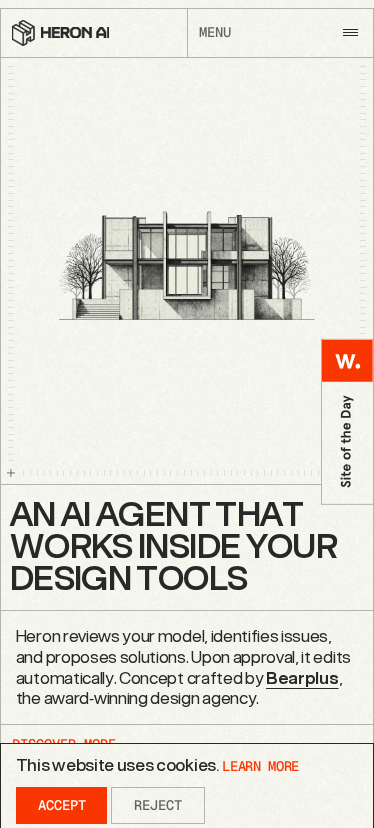 HERON AI
MENU
W.
Site of the Day
AN AI AGENT THAT
WORKS INSIDE YOUR
DESIGN TOOLS
Heron reviews your model, identifies issues,
and proposes solutions. Upon approval, it edits
automatically. Concept crafted by Bearplus,
the award-winning design agency.
DISCOVER MORE
This website uses cookies. LEARN MORE
ACCEPT
REJECT